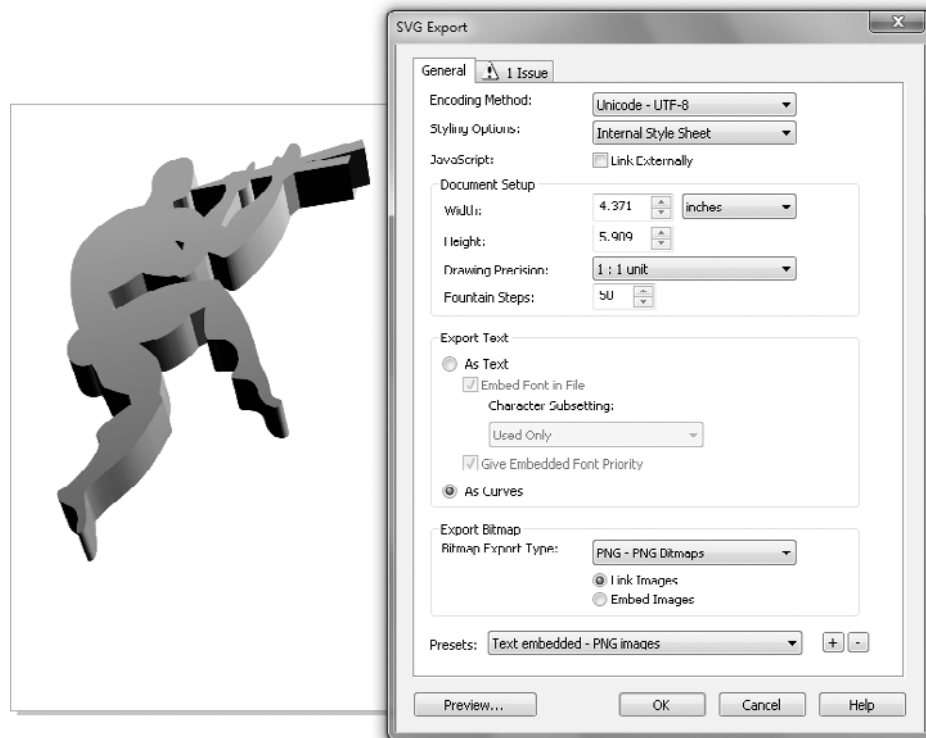 SVG Export
X
General
1 Issue
Encoding Method:
Unicode - UTF-8
Styling Options:
Internal Style Sheet
JavaScript:
Link Externally
Document Setup
Width:
4.371
inches
Height:
5.909
Drawing Precision:
1 : 1 unit
Fountain Steps:
50
Export Text
As Text
Embed Font in File
Character Subsetting:
Used Only
Give Embedded Font Priority
As Curves
Export Bitmap
Bitmap Export Type:
PNG - PNG Bitmaps
Link Images
Embed Images
Presets:
Text embedded - PNG images
+
-
Preview...
OK
Cancel
Help